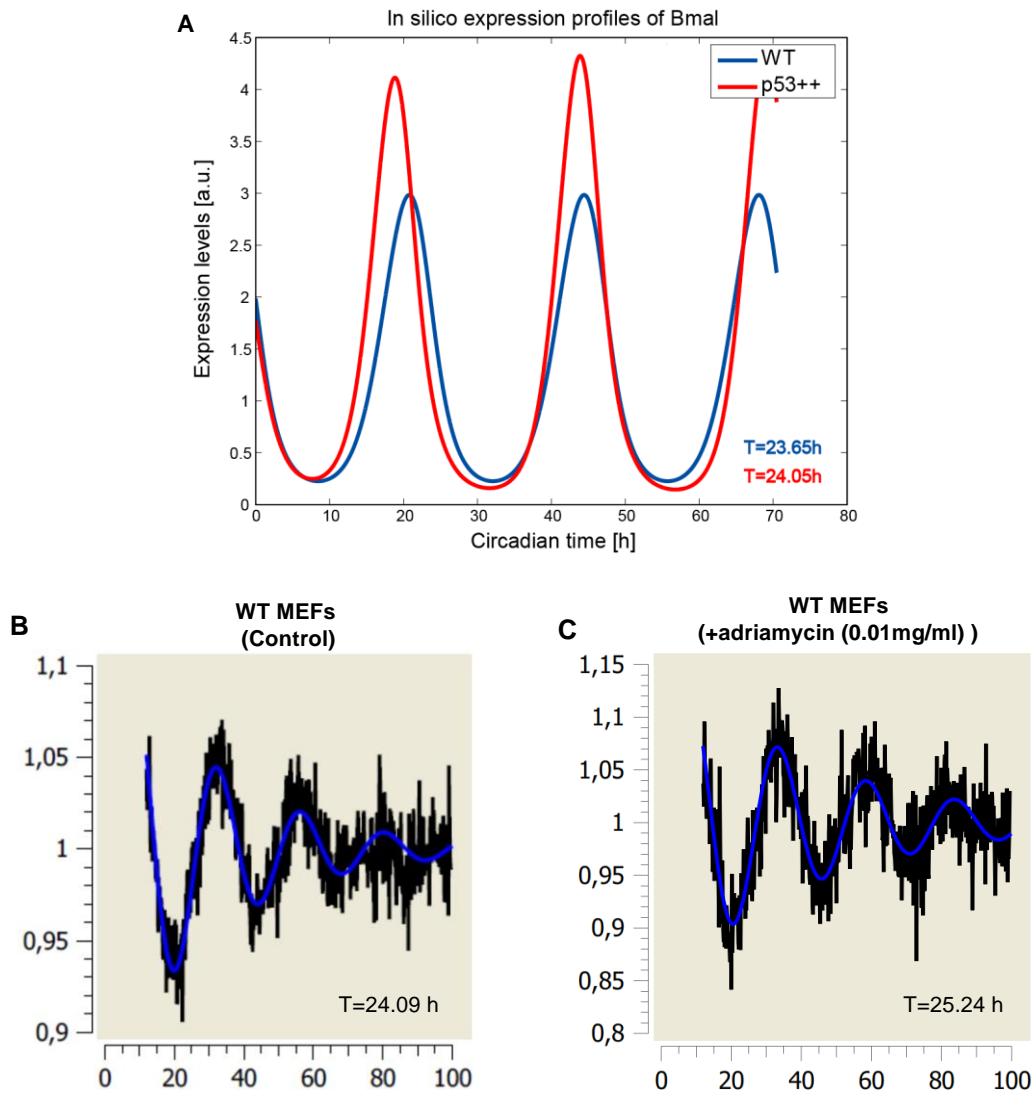 A
In silico expression profiles of Bmal
4.5
4
3.5
3
2.5
2
1.5
1
0.5
0
Expression levels [a.u.]
WT
p53++
T=23.65h
T=24.05h
0 10 20 30 40 50 60 70 80
Circadian time [h]
B
WT MEFs
(Control)
1,1
1,05
1
0,95
0,9
T=24.09 h
0 20 40 60 80 100
C
WT MEFs
(+adriamycin (0.01mg/ml) )
1,15
1,1
1,05
1
0,95
0,9
0,85
0,8
T=25.24 h
0 20 40 60 80 100